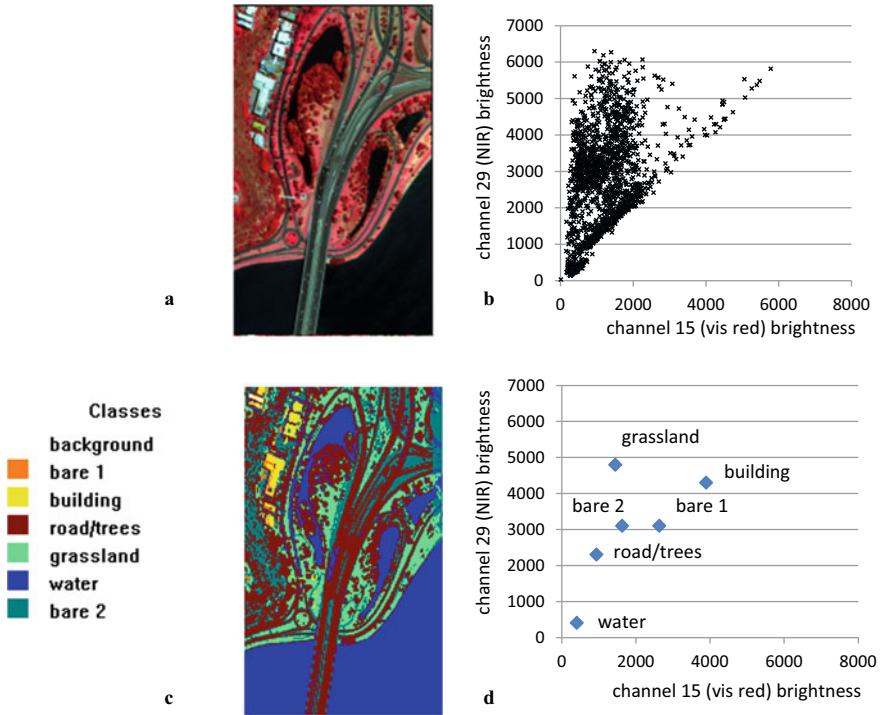 7000
6000
5000
4000
3000
2000
1000
0
channel 29 (NIR) brightness
0 2000 4000 6000 8000
channel 15 (vis red) brightness
a
b
Classes
background
bare 1
building
road/trees
grassland
water
bare 2
c
7000
6000
5000
4000
3000
2000
1000
0
channel 29 (NIR) brightness
grassland
building
bare 2 bare 1
road/trees
water
0 2000 4000 6000 8000
channel 15 (vis red) brightness
d